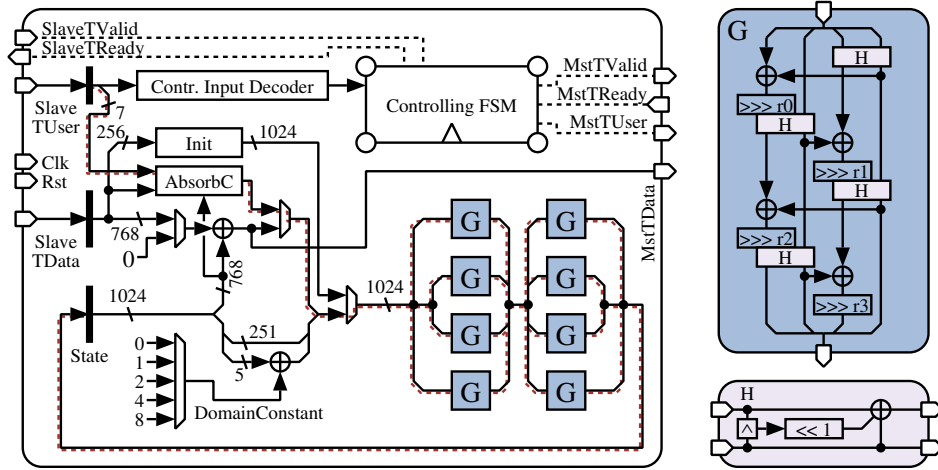 SlaveTValid
SlaveTReady
Slave
TUser
7
Contr. Input Decoder
Controlling FSM
MstTValid
MstTReady
MstTUser
256
Init
1024
Clk
Rst
AbsorbC
Slave
TData
768
0
768
MstTData
1024
State
251
5
0
1
2
4
8
DomainConstant
1024
G
G
G
G
G
G
G
G
G
H
>>> r0
H
>>> r1
H
>>> r2
H
>>> r3
H
^
<< 1